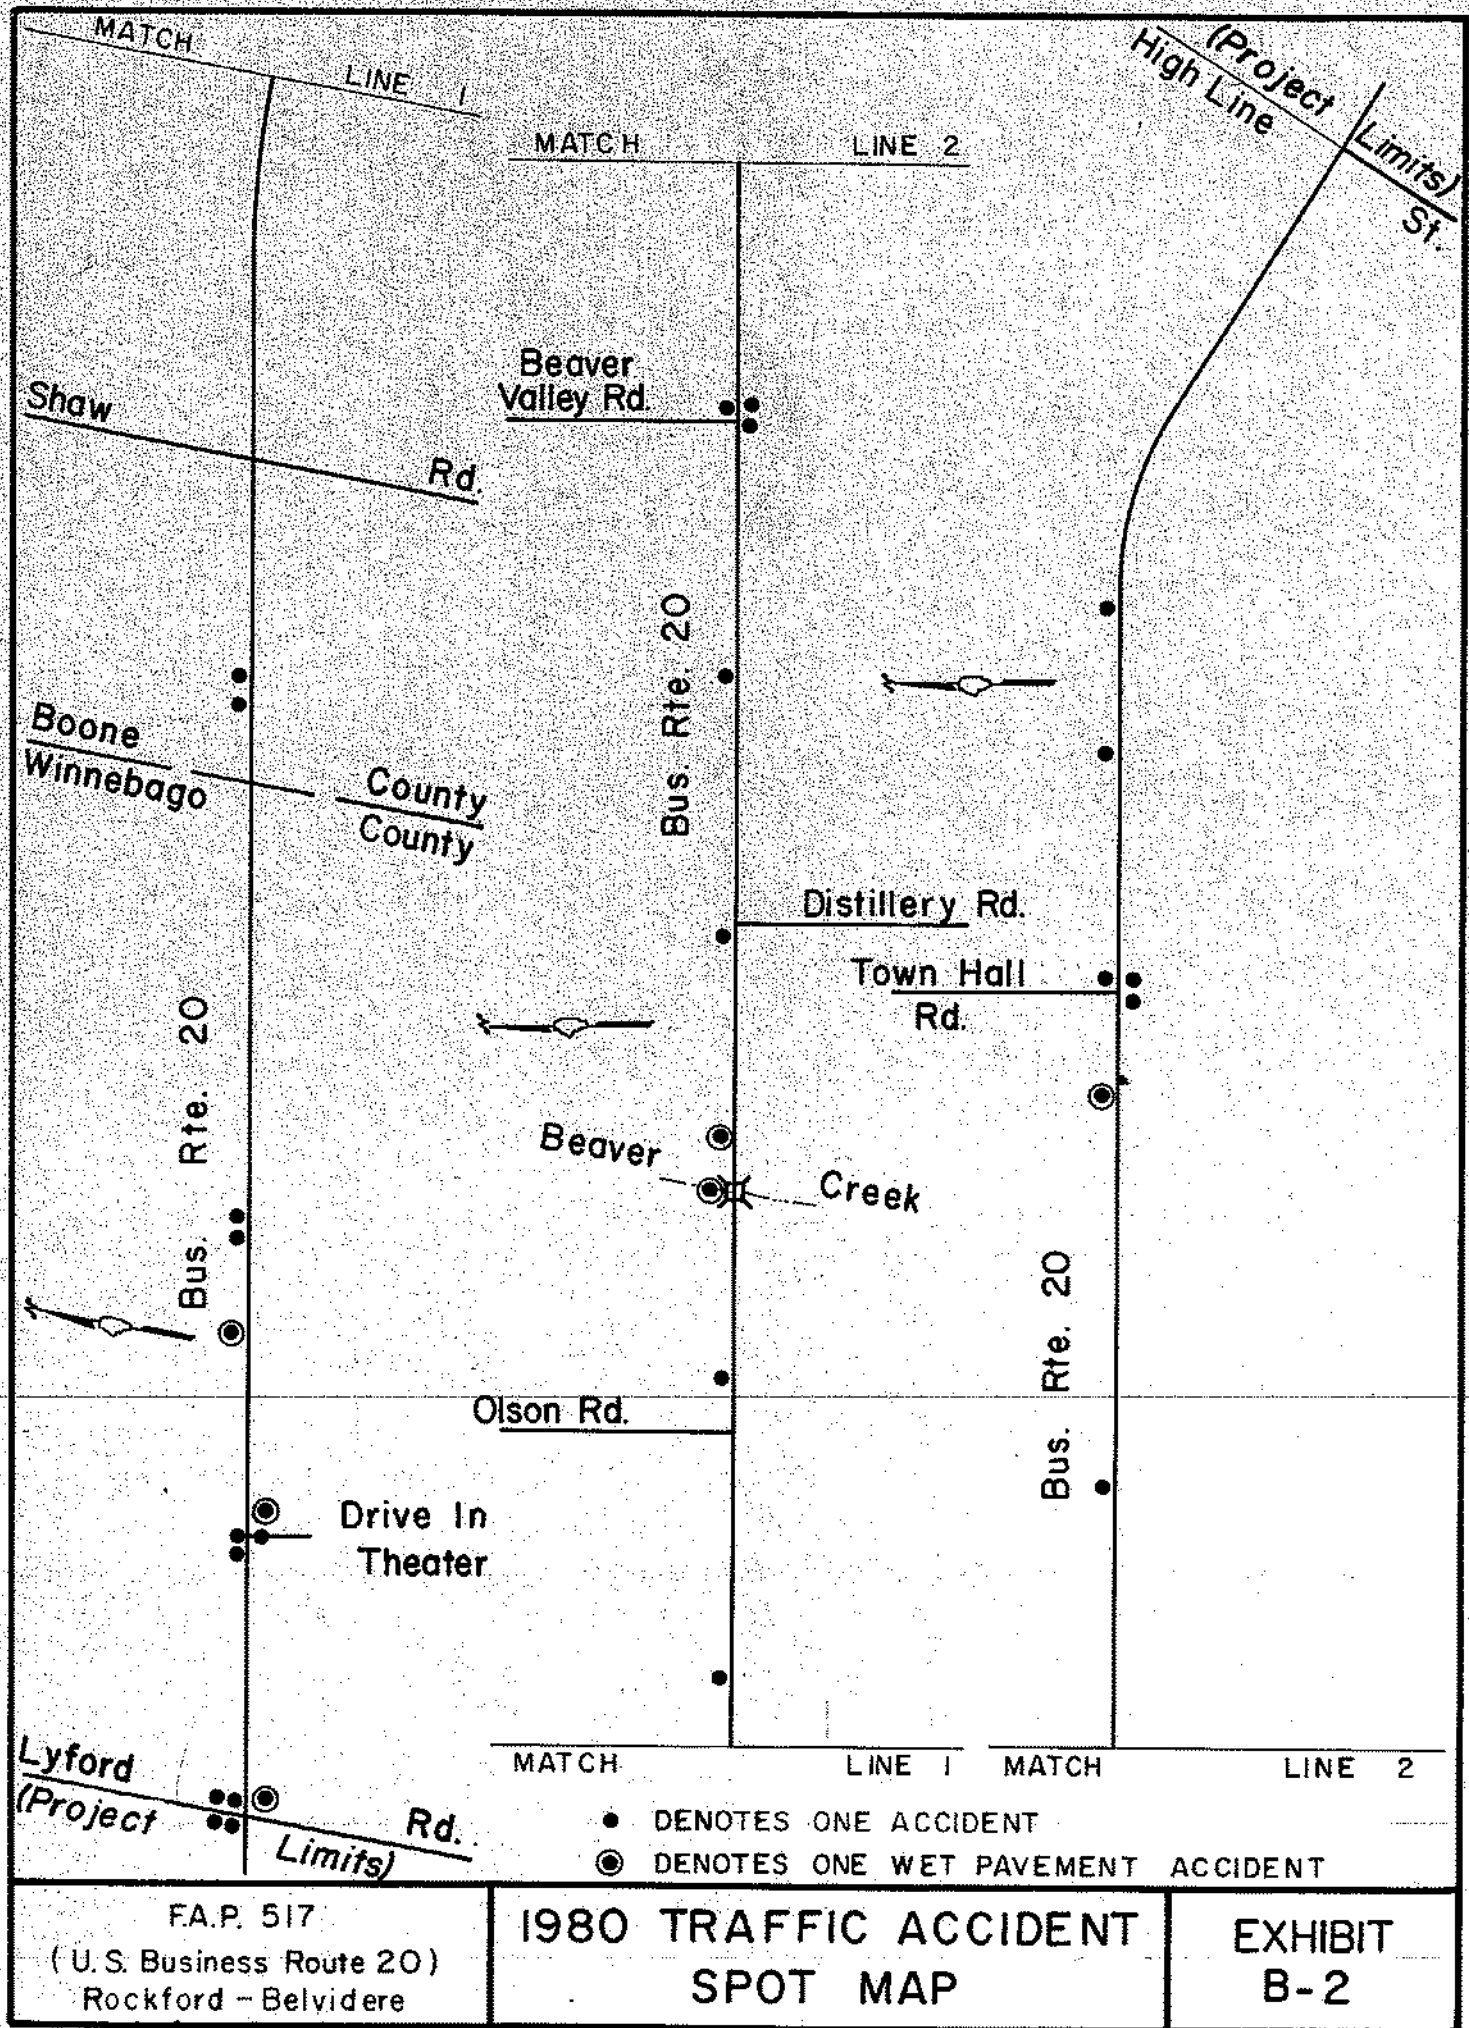 MATCH LINE 1
MATCH LINE 2
(Project Limits)
High Line St.
Beaver
Valley Rd.
Shaw Rd.
Bus. Rte. 20
Boone County
Winnebago County
Distillery Rd.
Town Hall
Rd.
Bus. Rte. 20
Beaver Creek
Bus. Rte. 20
Olson Rd.
Drive In
Theater
MATCH LINE 1
MATCH LINE 2
Lyford Rd.
(Project Limits)
DENOTES ONE ACCIDENT
DENOTES ONE WET PAVEMENT ACCIDENT
F.A.P. 517
(U.S. Business Route 20)
Rockford - Belvidere
1980 TRAFFIC ACCIDENT
SPOT MAP
EXHIBIT
B-2